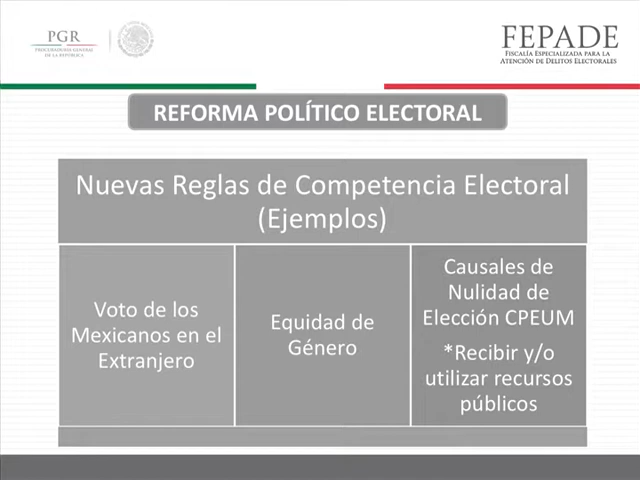 PGR
PROCURADURÍA GENERAL
DE LA REPÚBLICA
FEPADE
FISCALÍA ESPECIALIZADA PARA LA
ATENCIÓN DE DELITOS ELECTORALES
REFORMA POLÍTICO ELECTORAL
Nuevas Reglas de Competencia Electoral
(Ejemplos)
Voto de los
Mexicanos en el
Extranjero
Equidad de
Género
Causales de
Nulidad de
Elección CPEUM
*Recibir y/o
utilizar recursos
públicos